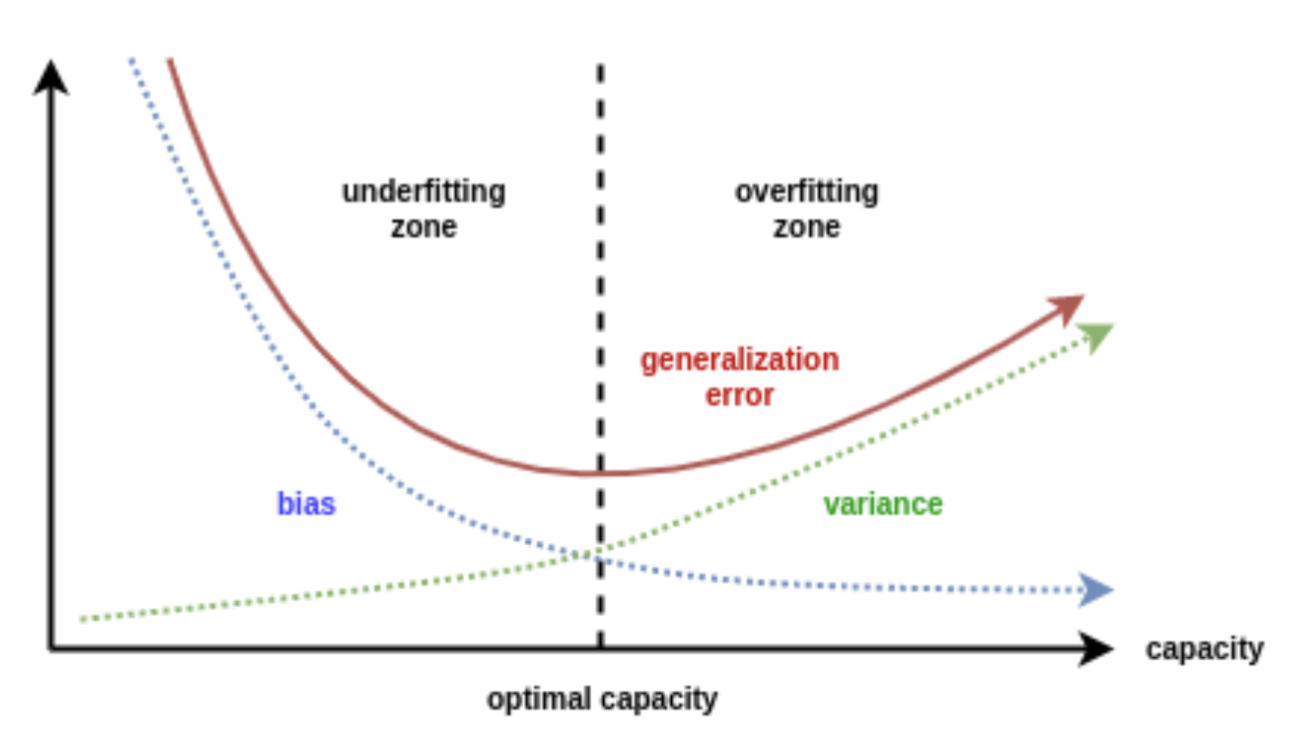 underfitting
zone
overfitting
zone
generalization
error
bias
variance
capacity
optimal capacity